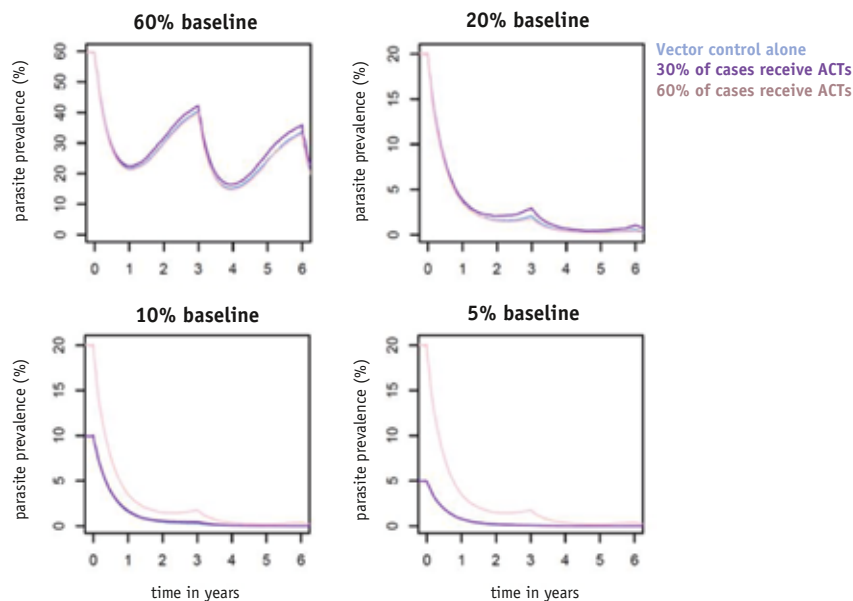 60% baseline
20% baseline
Vector control alone
30% of cases receive ACTs
60% of cases receive ACTs
parasite prevalence (%)
60
50
40
30
20
10
0
0 1 2 3 4 5 6
parasite prevalence (%)
20
15
10
5
0
0 1 2 3 4 5 6
10% baseline
5% baseline
parasite prevalence (%)
20
15
10
5
0
0 1 2 3 4 5 6
time in years
parasite prevalence (%)
20
15
10
5
0
0 1 2 3 4 5 6
time in years